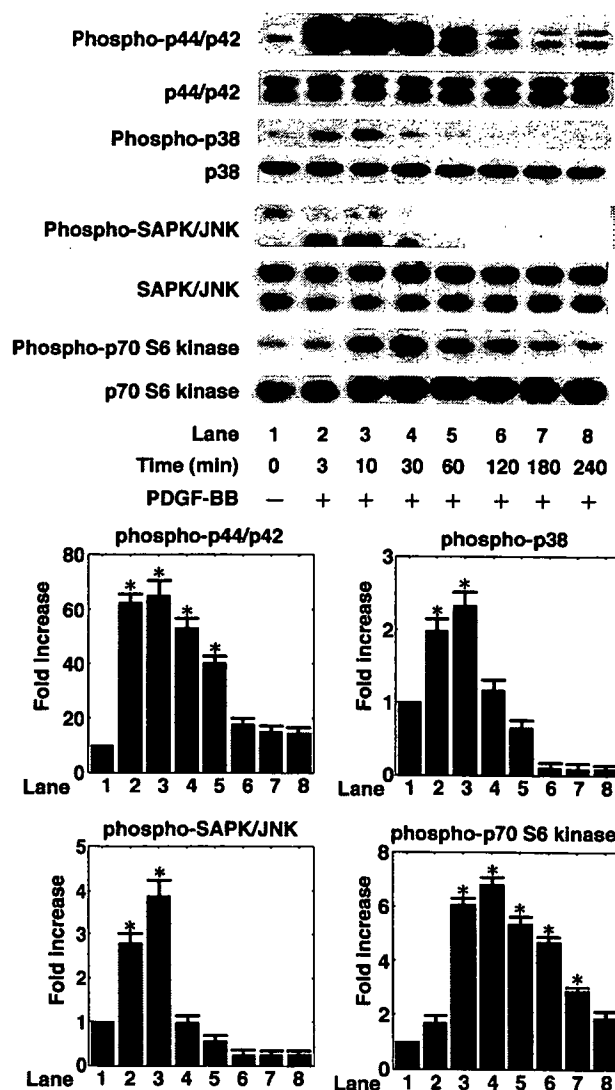 Phospho-p44/p42
p44/p42
Phospho-p38
p38
Phospho-SAPK/JNK
SAPK/JNK
Phospho-p70 S6 kinase
p70 S6 kinase
Lane 1 2 3 4 5 6 7 8
Time (min) 0 3 10 30 60 120 180 240
PDGF-BB − + + + + + + +
phospho-p44/p42
Fold increase
80
60
40
20
0
* * * *
Lane 1 2 3 4 5 6 7 8
phospho-p38
Fold increase
3
2
1
0
* *
Lane 1 2 3 4 5 6 7 8
phospho-SAPK/JNK
Fold increase
5
4
3
2
1
0
* *
Lane 1 2 3 4 5 6 7 8
phospho-p70 S6 kinase
Fold increase
8
6
4
2
0
* * * * *
Lane 1 2 3 4 5 6 7 8